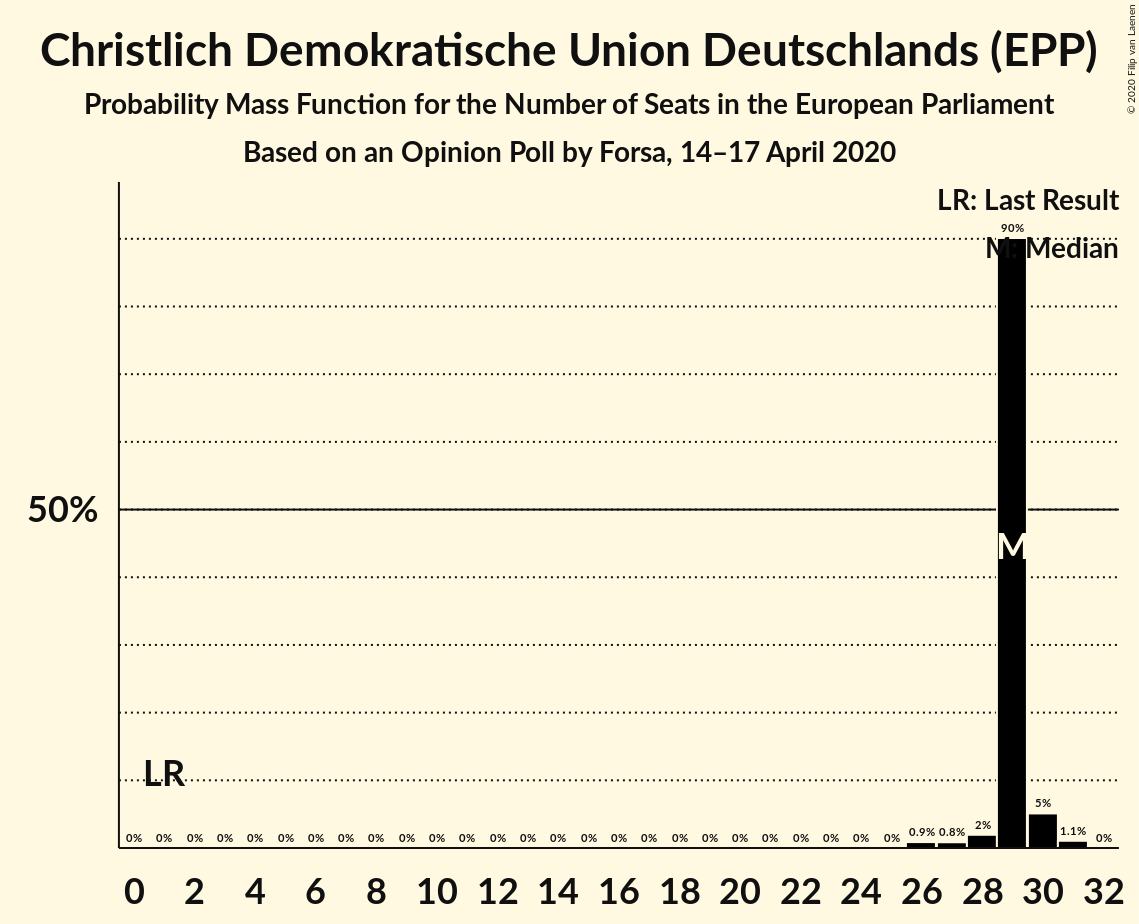 Christlich Demokratische Union Deutschlands (EPP)
Probability Mass Function for the Number of Seats in the European Parliament
Based on an Opinion Poll by Forsa, 14–17 April 2020
© 2020 Filip van Laenen
LR: Last Result
90%
M: Median
50%
M
LR
0% 0% 0% 0% 0% 0% 0% 0% 0% 0% 0% 0% 0% 0% 0% 0% 0% 0% 0% 0% 0% 0% 0% 0% 0% 0% 0.9% 0.8% 2% 5% 1.1% 0%
0 2 4 6 8 10 12 14 16 18 20 22 24 26 28 30 32